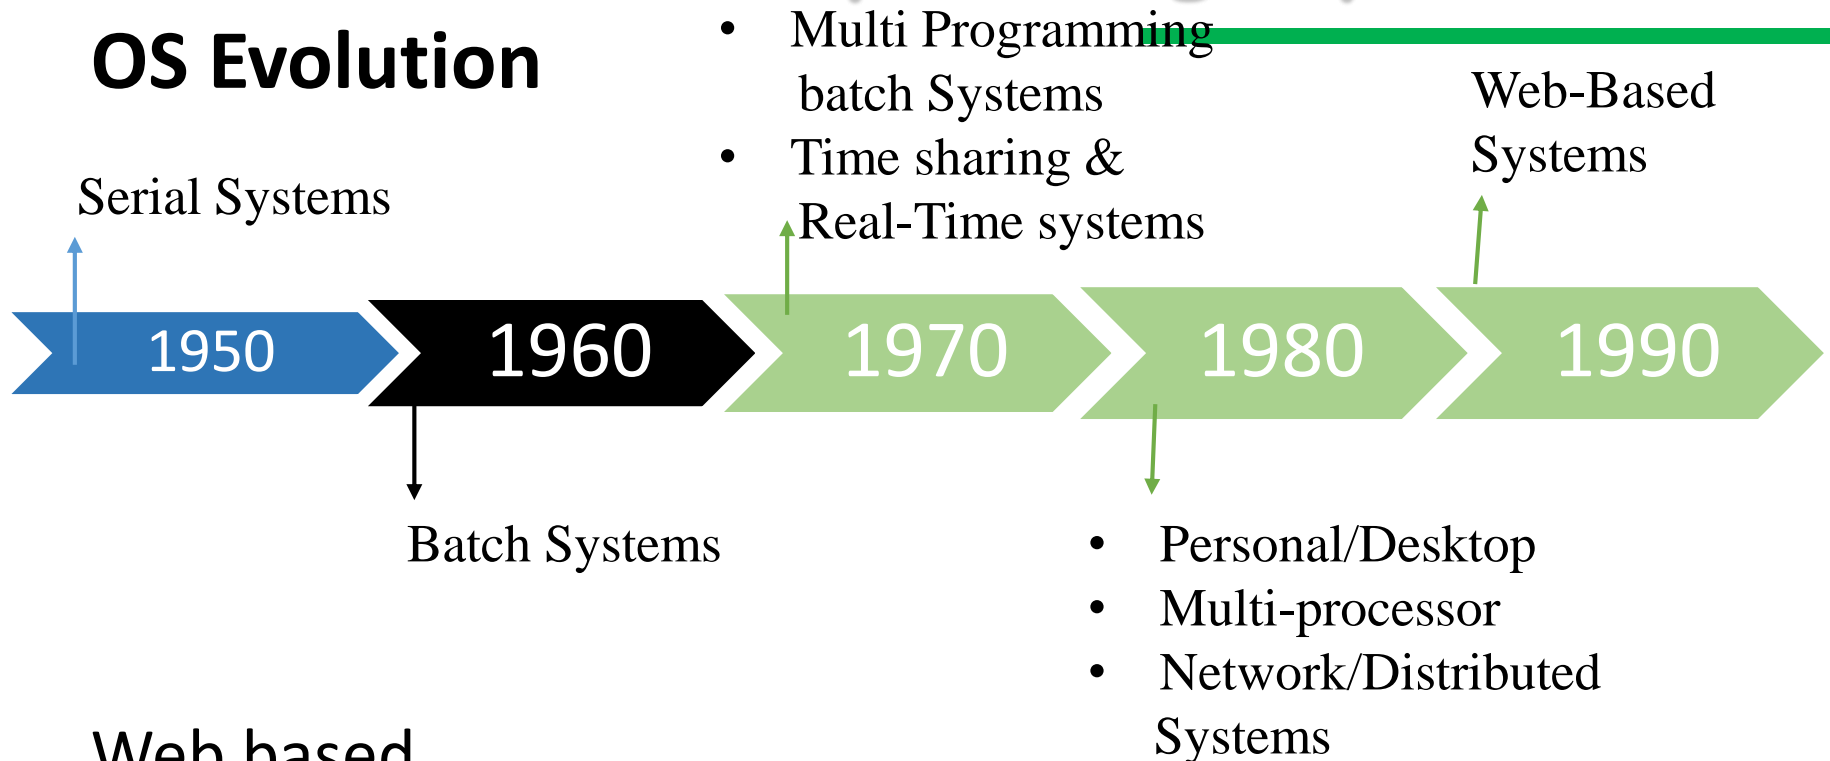 OS Evolution
• Multi Programming
batch Systems
• Time sharing &
Real-Time systems
Web-Based
Systems
Serial Systems
1950
1960
1970
1980
1990
Batch Systems
• Personal/Desktop
• Multi-processor
• Network/Distributed
Systems
Web based